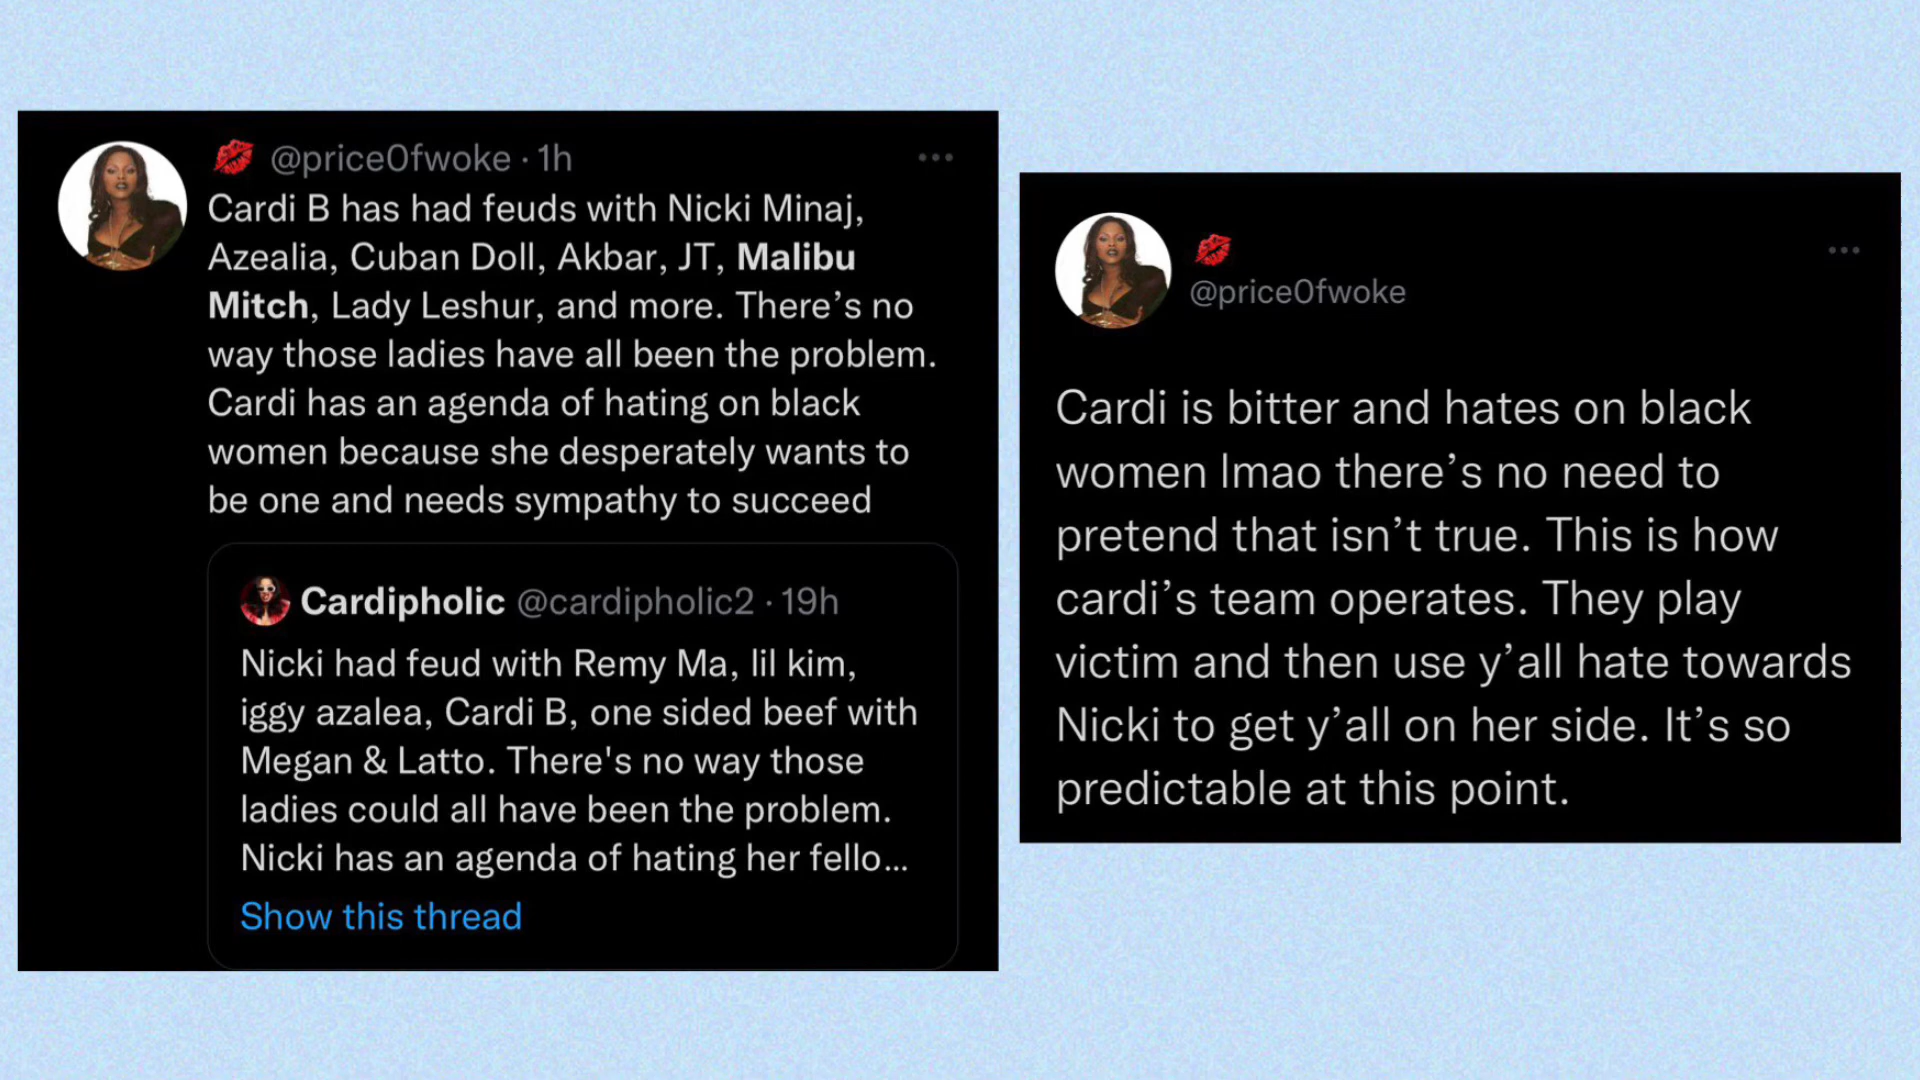 @priceOfwoke · 1h
Cardi B has had feuds with Nicki Minaj,
Azealia, Cuban Doll, Akbar, JT, Malibu
Mitch, Lady Leshur, and more. There’s no
way those ladies have all been the problem.
Cardi has an agenda of hating on black
women because she desperately wants to
be one and needs sympathy to succeed
Cardipholic @cardipholic2 · 19h
Nicki had feud with Remy Ma, lil kim,
iggy azalea, Cardi B, one sided beef with
Megan & Latto. There's no way those
ladies could all have been the problem.
Nicki has an agenda of hating her fello...
Show this thread
@priceOfwoke
Cardi is bitter and hates on black
women lmao there’s no need to
pretend that isn’t true. This is how
cardi’s team operates. They play
victim and then use y’all hate towards
Nicki to get y’all on her side. It’s so
predictable at this point.